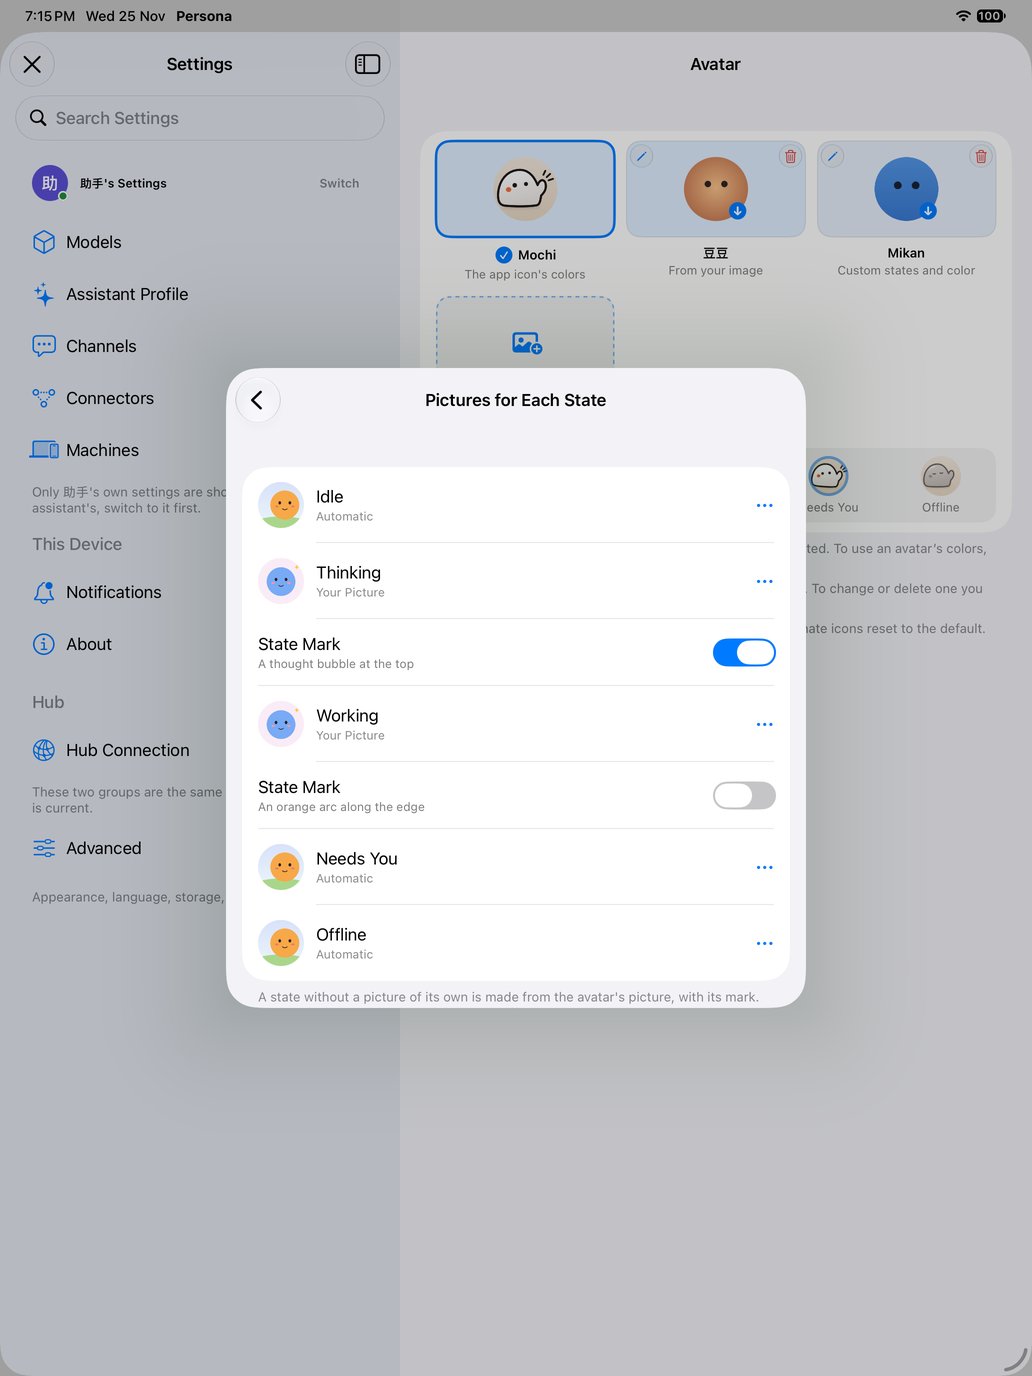 7:15 PM Wed 25 Nov Persona
100
Settings
Search Settings
助
助手's Settings
Switch
Models
Assistant Profile
Channels
Connectors
Machines
Only 助手's own settings are
assistant's, switch to it first.
This Device
Notifications
About
Hub
Hub Connection
These two groups are the same
is current.
Advanced
Appearance, language, storage,
Avatar
Mochi
The app icon's colors
豆豆
From your image
Mikan
Custom states and color
You
Offline
To use an avatar's colors,
To change or delete one you
icons reset to the default.
Pictures for Each State
Idle
Automatic
Thinking
Your Picture
State Mark
A thought bubble at the top
Working
Your Picture
State Mark
An orange arc along the edge
Needs You
Automatic
Offline
Automatic
A state without a picture of its own is made from the avatar's picture, with its mark.